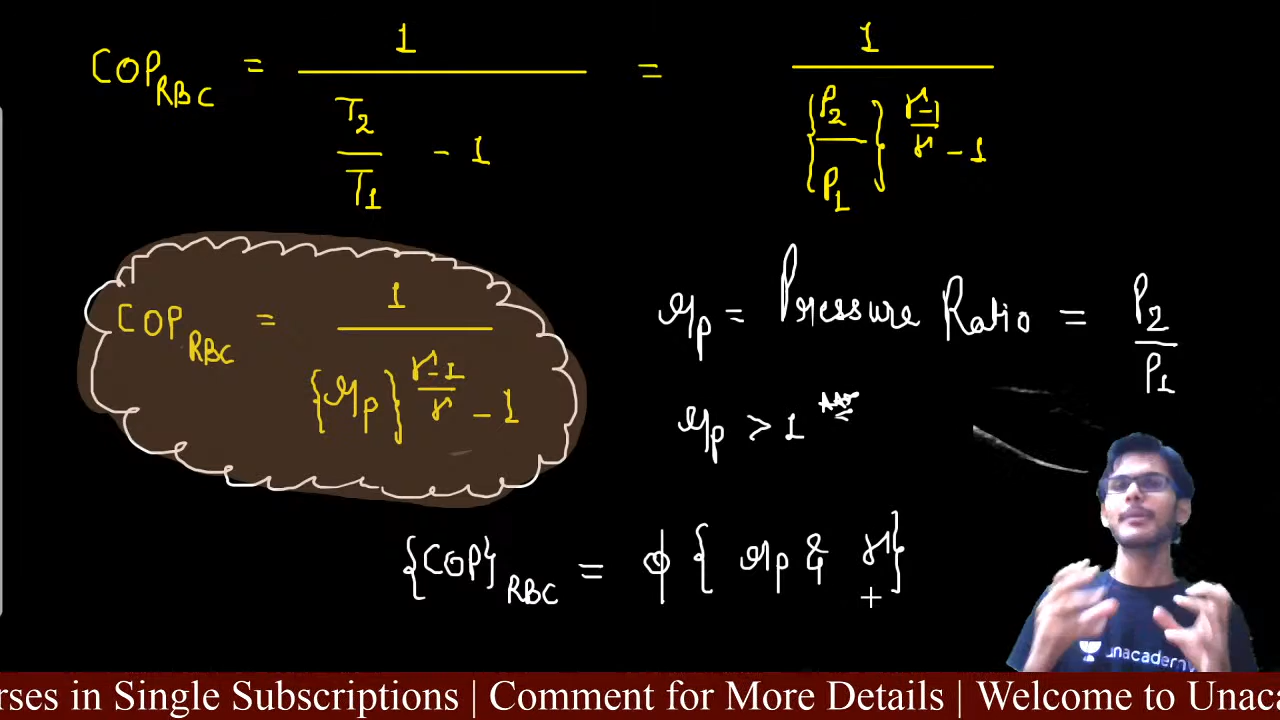 COP_RBC = 1 / (T2/T1 - 1) = 1 / ({P2/P1}^((γ-1)/γ) - 1)
COP_RBC = 1 / ({rp}^((γ-1)/γ) - 1)
rp = Pressure Ratio = P2/P1
rp > 1
{COP}_RBC = ϕ { rp & γ}
unacademy
rses in Single Subscriptions | Comment for More Details | Welcome to Unaca